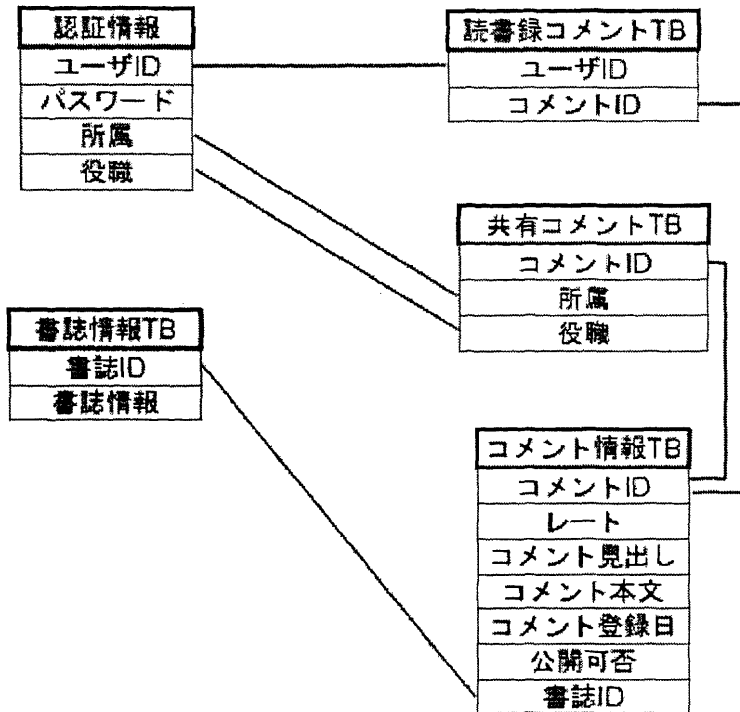 認証情報
ユーザID
パスワード
所属
役職
読書録コメントTB
ユーザID
コメントID
共有コメントTB
コメントID
所属
役職
書誌情報TB
書誌ID
書誌情報
コメント情報TB
コメントID
レート
コメント見出し
コメント本文
コメント登録日
公開可否
書誌ID